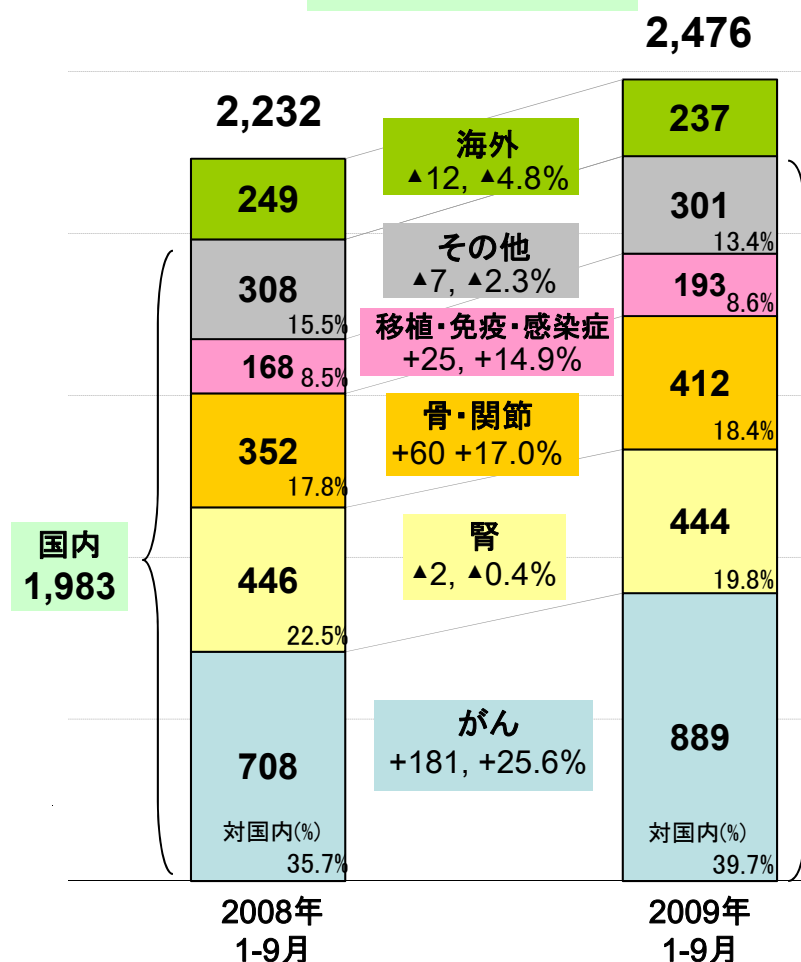 2,476
2,232
237
海外
▲12, ▲4.8%
249
301
13.4%
その他
▲7, ▲2.3%
308
15.5%
193
8.6%
移植・免疫・感染症
+25, +14.9%
168
8.5%
412
18.4%
骨・関節
+60 +17.0%
352
17.8%
444
19.8%
腎
▲2, ▲0.4%
国内
1,983
446
22.5%
889
がん
+181, +25.6%
708
対国内(%)
35.7%
対国内(%)
39.7%
2008年
1-9月
2009年
1-9月